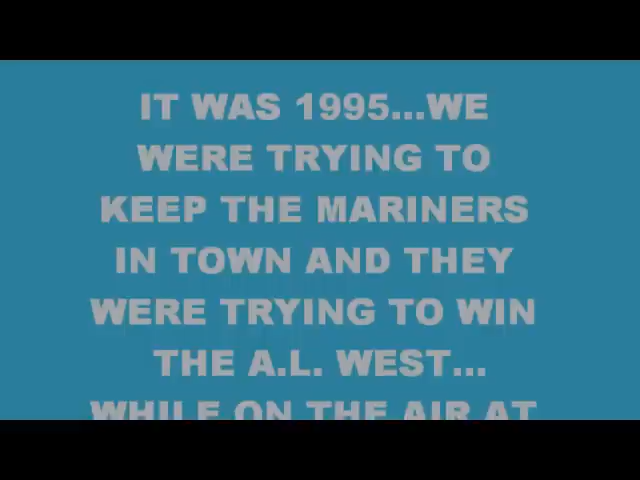 IT WAS 1995...WE
WERE TRYING TO
KEEP THE MARINERS
IN TOWN AND THEY
WERE TRYING TO WIN
THE A.L. WEST...
WHILE ON THE AIR AT